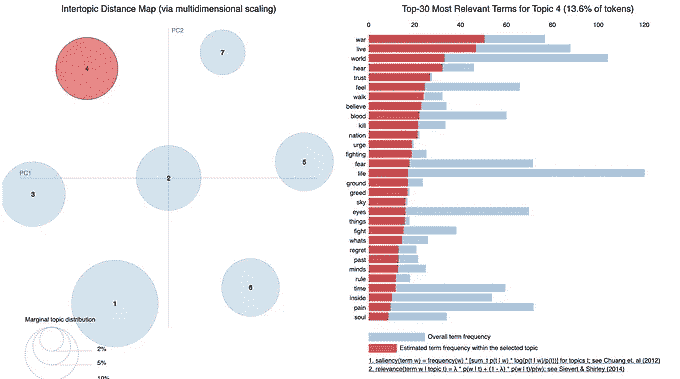 Intertopic Distance Map (via multidimensional scaling)
PC2
PC1
4
7
5
2
3
6
1
Marginal topic distribution
2%
5%
10%
Top-30 Most Relevant Terms for Topic 4 (13.6% of tokens)
0 20 40 60 80 100 120
war
live
world
hear
trust
feel
walk
believe
blood
kill
nation
urge
fighting
fear
life
ground
greed
sky
eyes
things
fight
whats
regret
past
minds
rule
time
inside
pain
soul
Overall term frequency
Estimated term frequency within the selected topic
1. saliency(term w) = frequency(w) * [sum_t p(t | w) * log(p(t | w)/p(t))] for topics t; see Chuang et. al (2012)
2. relevance(term w | topic t) = λ * p(w | t) + (1 - λ) * p(w | t)/p(w); see Sievert & Shirley (2014)